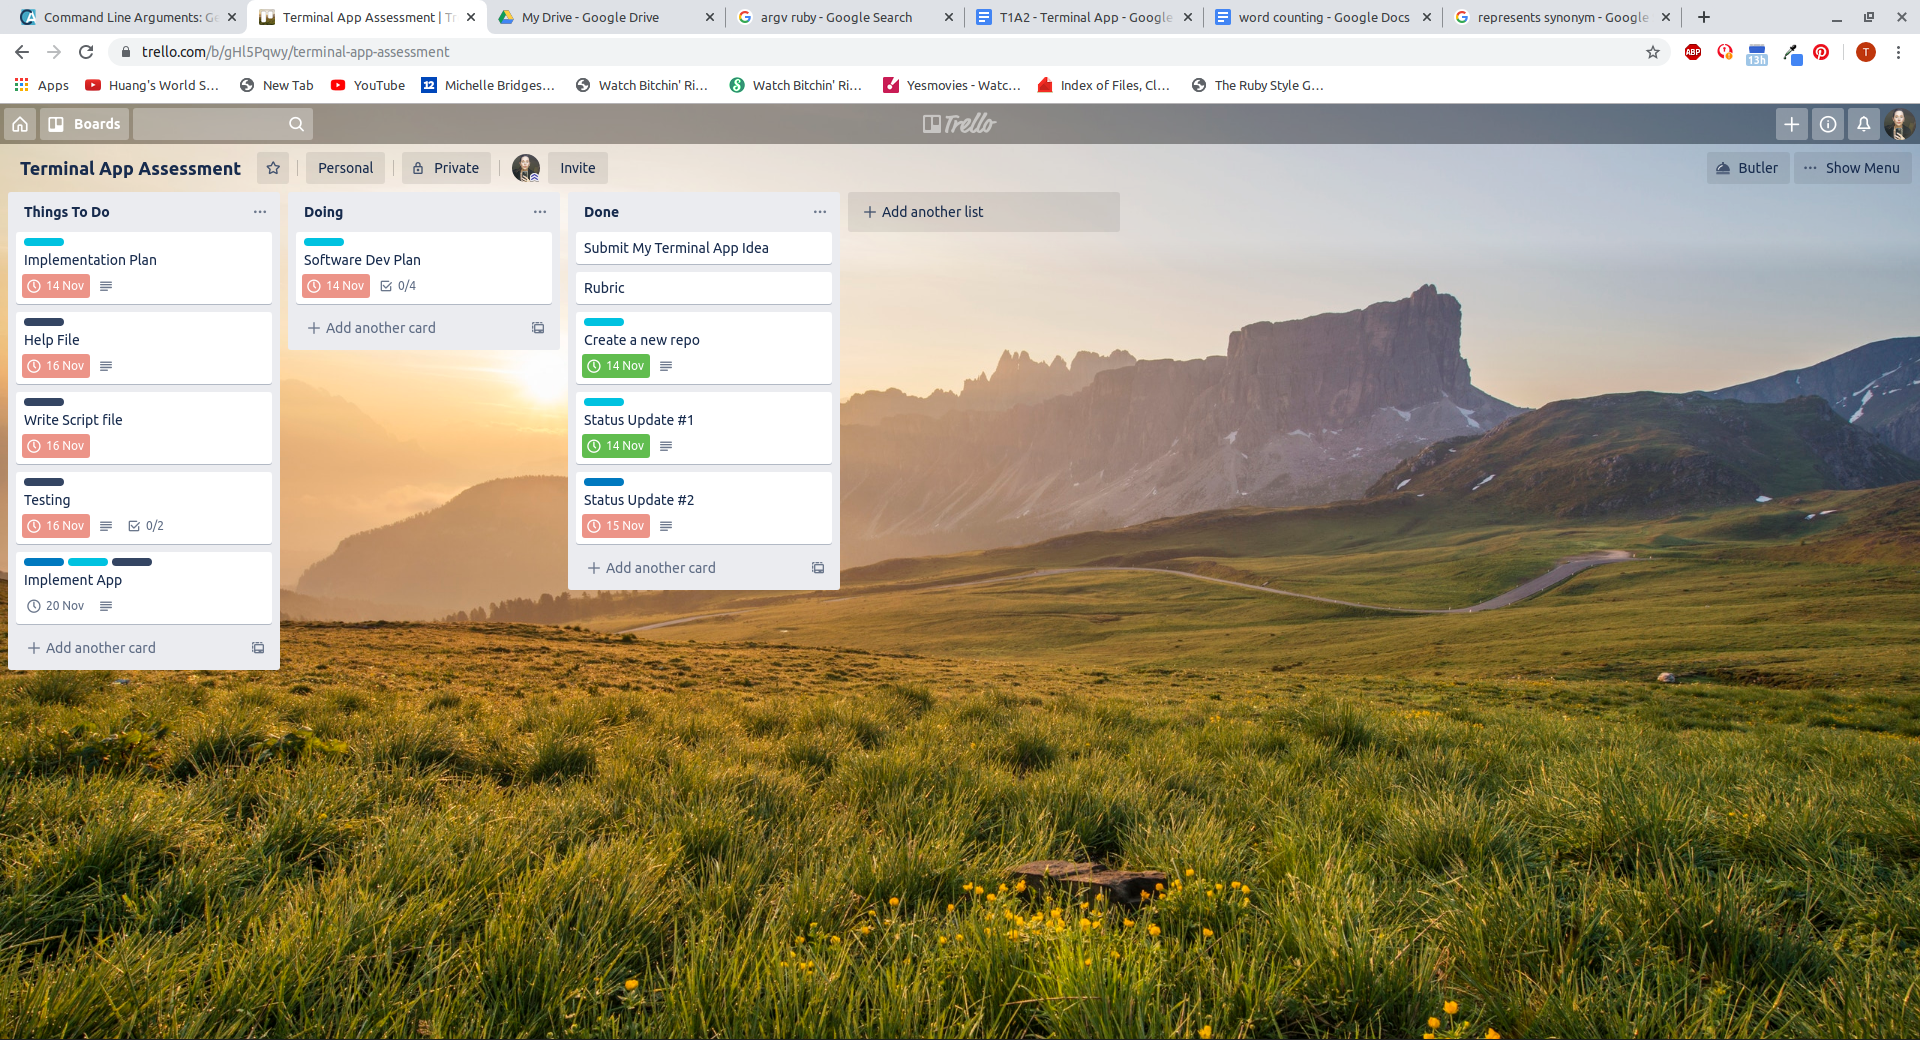 Command Line Arguments: Ge
Terminal App Assessment | Tr
My Drive - Google Drive
argv ruby - Google Search
T1A2 - Terminal App - Google
word counting - Google Docs
represents synonym - Google
trello.com/b/gHl5Pqwy/terminal-app-assessment
ABP
13h
T
Apps
Huang's World S...
New Tab
YouTube
12
Michelle Bridges...
Watch Bitchin' Ri...
Watch Bitchin' Ri...
Yesmovies - Watc...
Index of Files, Cl...
The Ruby Style G...
Boards
Trello
Terminal App Assessment
Personal
Private
Invite
Butler
Show Menu
Things To Do
Implementation Plan
14 Nov
Help File
16 Nov
Write Script file
16 Nov
Testing
16 Nov 0/2
Implement App
20 Nov
Add another card
Doing
Software Dev Plan
14 Nov 0/4
Add another card
Done
Submit My Terminal App Idea
Rubric
Create a new repo
14 Nov
Status Update #1
14 Nov
Status Update #2
15 Nov
Add another card
Add another list